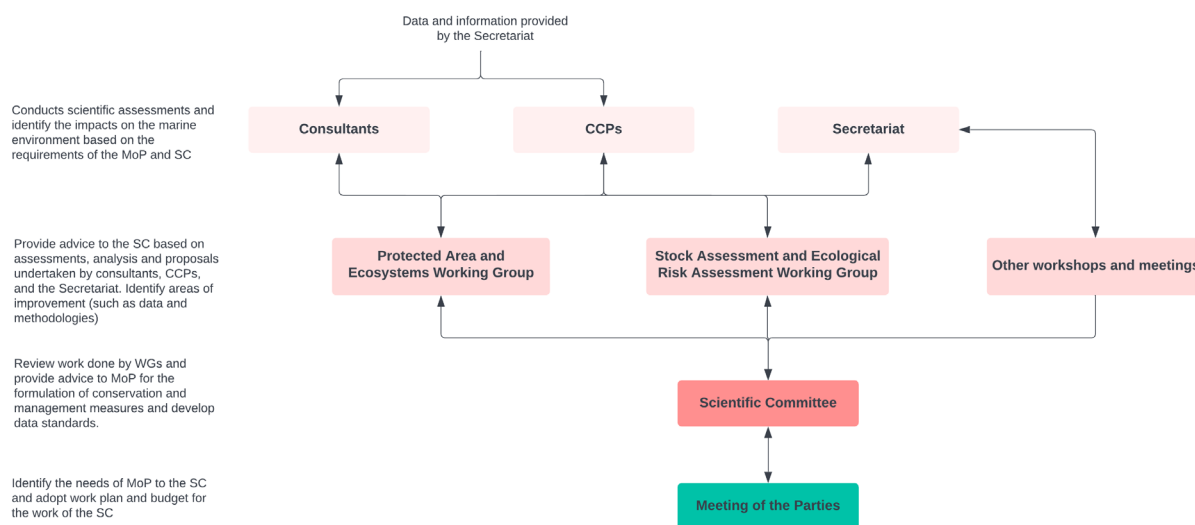 Data and information provided
by the Secretariat
Conducts scientific assessments and
identify the impacts on the marine
environment based on the
requirements of the MoP and SC
Consultants
CCPs
Secretariat
Provide advice to the SC based on
assessments, analysis and proposals
undertaken by consultants, CCPs,
and the Secretariat. Identify areas of
improvement (such as data and
methodologies)
Protected Area and
Ecosystems Working Group
Stock Assessment and Ecological
Risk Assessment Working Group
Other workshops and meetings
Review work done by WGs and
provide advice to MoP for the
formulation of conservation and
management measures and develop
data standards.
Scientific Committee
Identify the needs of MoP to the SC
and adopt work plan and budget for
the work of the SC
Meeting of the Parties